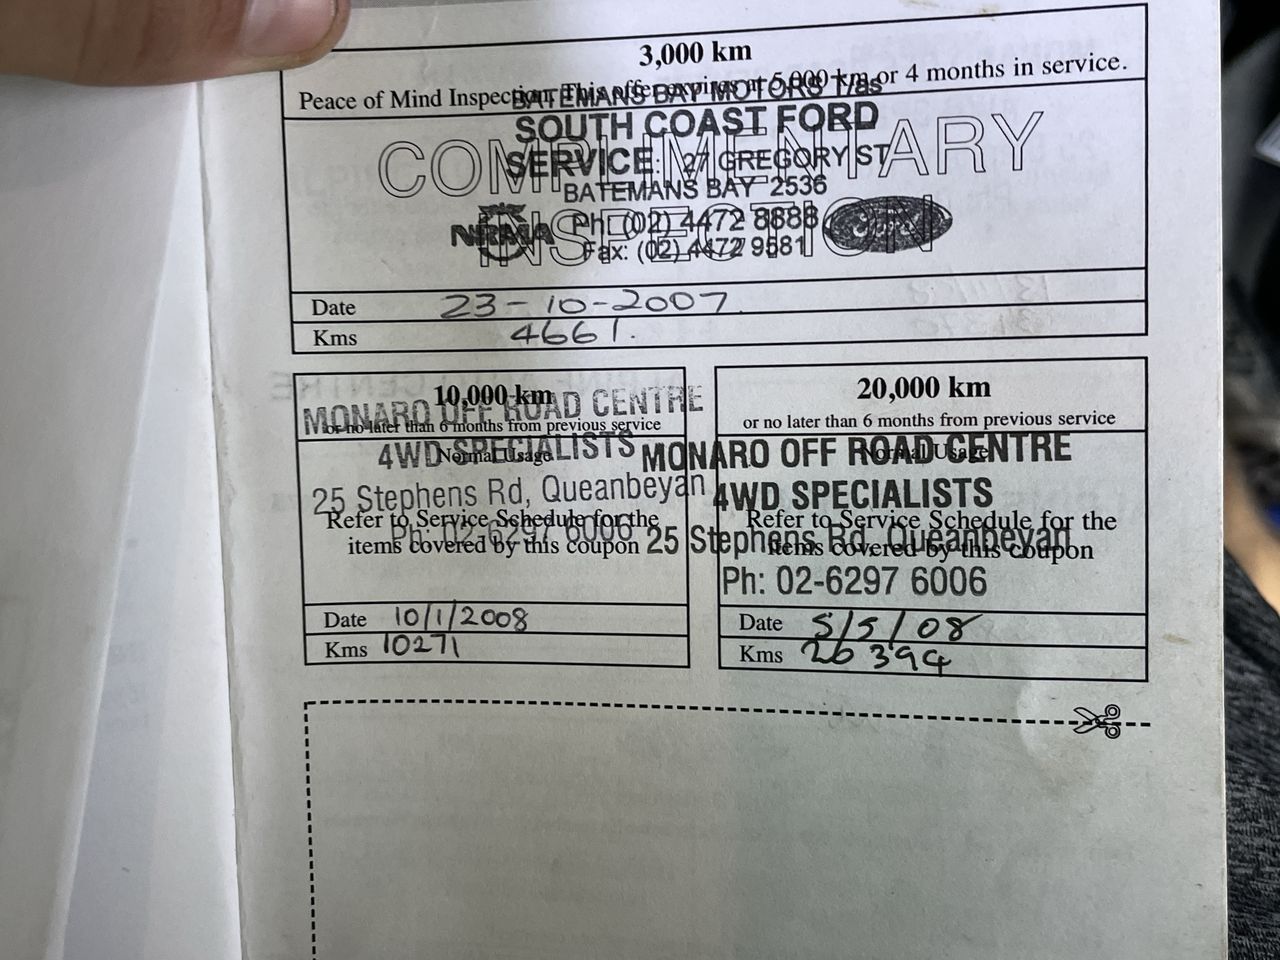 3,000 km
Peace of Mind Inspection This offer expires at 5,000 km or 4 months in service.
BATEMANS BAY MOTORS T/as
SOUTH COAST FORD
COMPLIMENTARY
SERVICE: 27 GREGORY ST
BATEMANS BAY 2536
INSPECTION
NRMA Ph: (02) 4472 8888 Ford
Fax: (02) 4472 9581
Date 23-10-2007.
Kms 4661.
10,000 km
MONARO OFF ROAD CENTRE
or no later than 6 months from previous service
4WD SPECIALISTS
Normal Usage
25 Stephens Rd, Queanbeyan
Refer to Service Schedule for the
Ph: 02-6297 6006
items covered by this coupon
Date 10/1/2008
Kms 10271
20,000 km
or no later than 6 months from previous service
MONARO OFF ROAD CENTRE
Normal Usage
4WD SPECIALISTS
Refer to Service Schedule for the
25 Stephens Rd, Queanbeyan
items covered by this coupon
Ph: 02-6297 6006
Date 5/5/08
Kms 26394